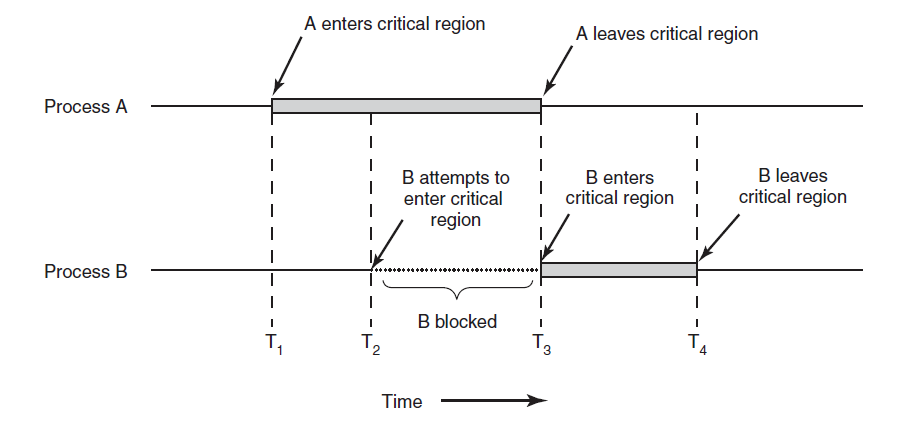 A enters critical region
A leaves critical region
Process A
B attempts to
enter critical
region
B enters
critical region
B leaves
critical region
Process B
B blocked
T1
T2
T3
T4
Time